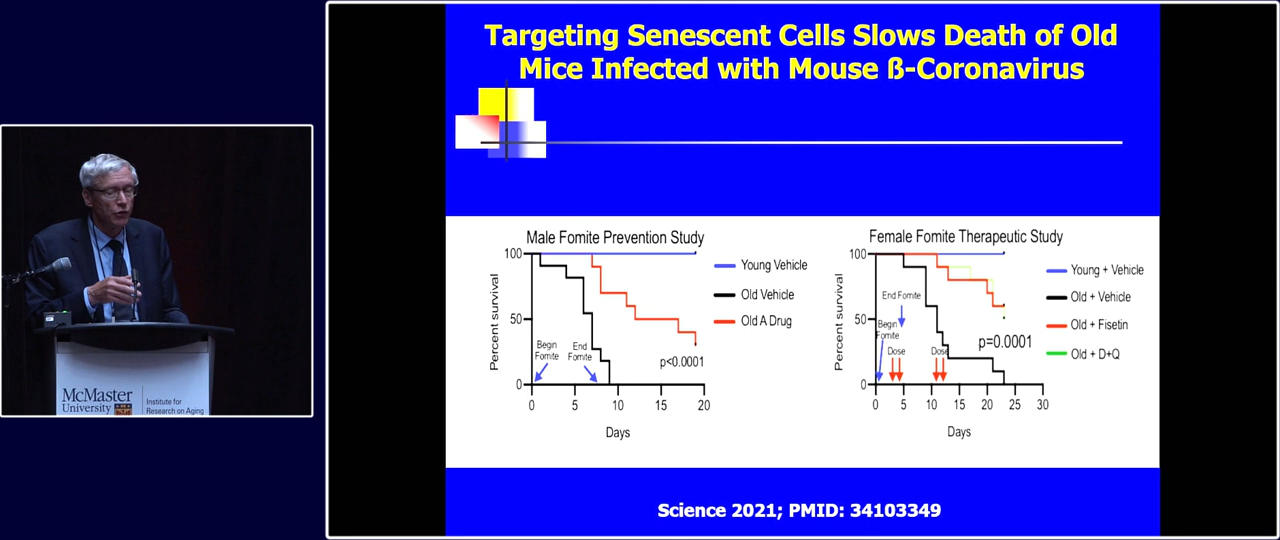 Targeting Senescent Cells Slows Death of Old
Mice Infected with Mouse ß-Coronavirus
Male Fomite Prevention Study
Percent survival
100
50
0
Begin
Fomite
End
Fomite
p<0.0001
0 5 10 15 20
Days
Young Vehicle
Old Vehicle
Old A Drug
Female Fomite Therapeutic Study
Percent survival
100
50
0
End Fomite
Begin
Fomite
Dose
Dose
p=0.0001
0 5 10 15 20 25 30
Days
Young + Vehicle
Old + Vehicle
Old + Fisetin
Old + D+Q
Science 2021; PMID: 34103349
McMaster
University
Institute for
Research on Aging